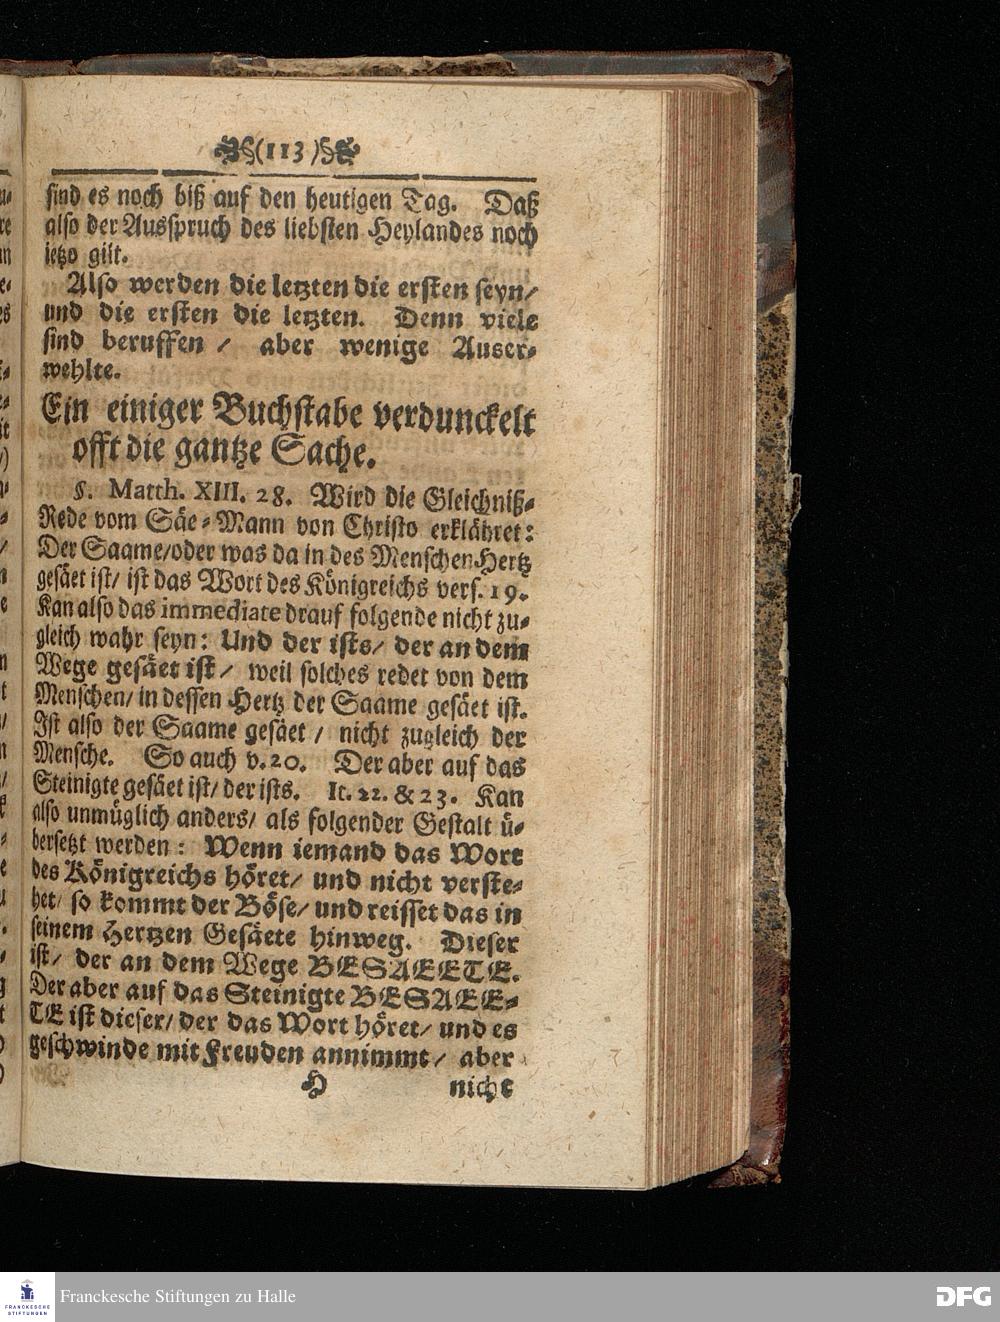 §(113)§
sind es noch biß auf den heutigen Tag. Daß
also der Ausspruch des liebsten Heylandes noch
ietzo gilt.
Also werden die letzten die ersten seyn/
und die ersten die letzten. Denn viele
sind beruffen / aber wenige Auser-
wehlte.
Ein einiger Buchstabe verdunckelt
offt die gantze Sache.
§. Matth. XIII. 28. Wird die Gleichniß-
Rede vom Säe-Mann von Christo erklähret:
Der Saame/oder was da in des Menschen Hertz
gesäet ist/ ist das Wort des Königreichs vers. 19.
Kan also das immediate drauf folgende nicht zu-
gleich wahr seyn: Und der ists/ der an dem
Wege gesäet ist/ weil solches redet von dem
Menschen/ in dessen Hertz der Saame gesäet ist.
Ist also der Saame gesäet / nicht zugleich der
Mensche. So auch v.20. Der aber auf das
Steinigte gesäet ist/ der ists. It. 22. & 23. Kan
also unmüglich anders/ als folgender Gestalt ü-
bersetzt werden: Wenn iemand das Wort
des Königreichs höret/ und nicht verste-
het/ so kommt der Böse/ und reisset das in
seinem Hertzen Gesäete hinweg. Dieser
ist/ der an dem Wege BESAEETE.
Der aber auf das Steinigte BESAEE-
TE ist dieser/ der das Wort höret/ und es
geschwinde mit Freuden annimmt/ aber
H nicht
FRANCKESCHE
STIFTUNGEN
Franckesche Stiftungen zu Halle
DFG